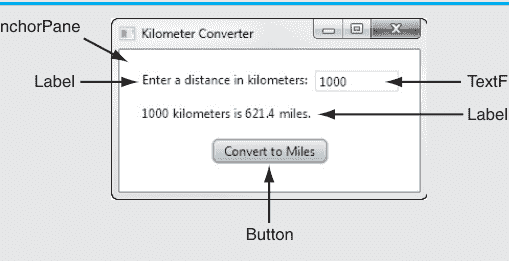 nchorPane
Kilometer Converter
Label
Enter a distance in kilometers:
1000
TextF
1000 kilometers is 621.4 miles.
Label
Convert to Miles
Button